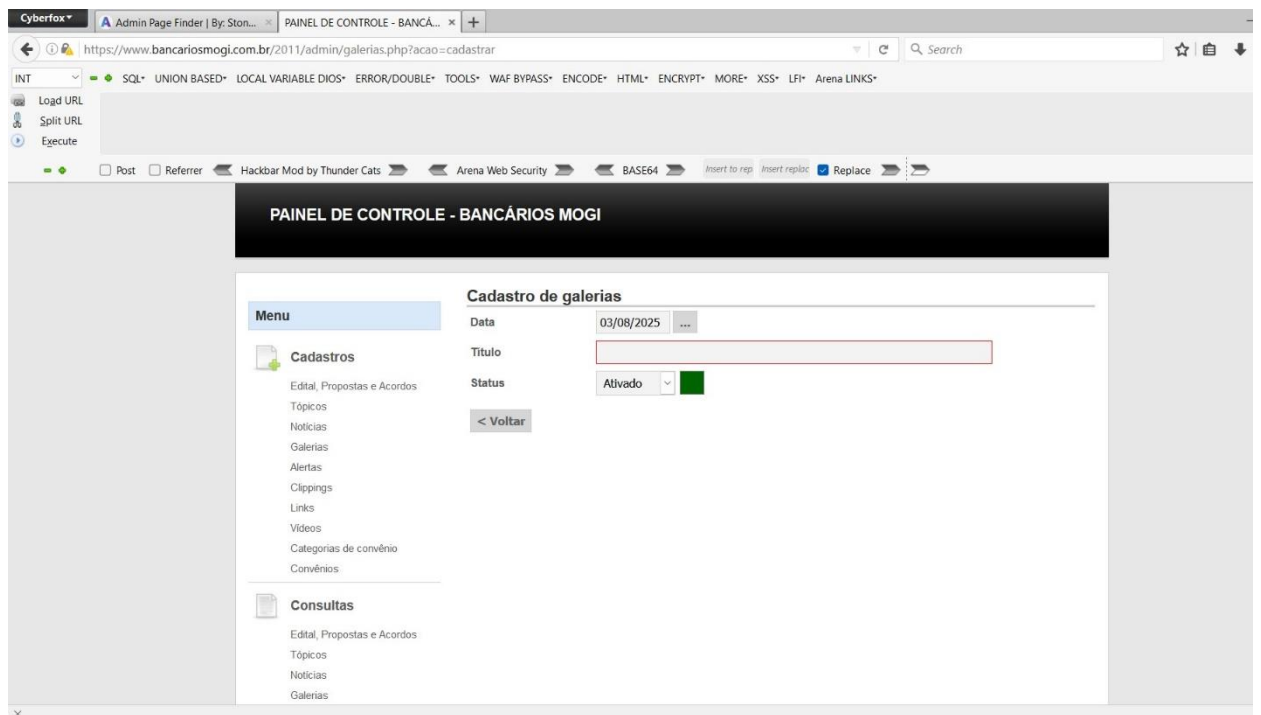 Cyberfox
Admin Page Finder | By: Ston... ×
PAINEL DE CONTROLE - BANCÁ... ×
https://www.bancariosmogi.com.br/2011/admin/galerias.php?acao=cadastrar
Search
INT SQL UNION BASED LOCAL VARIABLE DIOS ERROR/DOUBLE TOOLS WAF BYPASS ENCODE HTML ENCRYPT MORE XSS LFI Arena LINKS
Load URL
Split URL
Execute
Post Referrer Hackbar Mod by Thunder Cats Arena Web Security BASE64 Insert to rep Insert replac Replace
PAINEL DE CONTROLE - BANCÁRIOS MOGI
Menu
Cadastros
Edital, Propostas e Acordos
Tópicos
Notícias
Galerias
Alertas
Clippings
Links
Vídeos
Categorias de convênio
Convênios
Consultas
Edital, Propostas e Acordos
Tópicos
Notícias
Galerias
Cadastro de galerias
Data 03/08/2025 ...
Título
Status Ativado
< Voltar